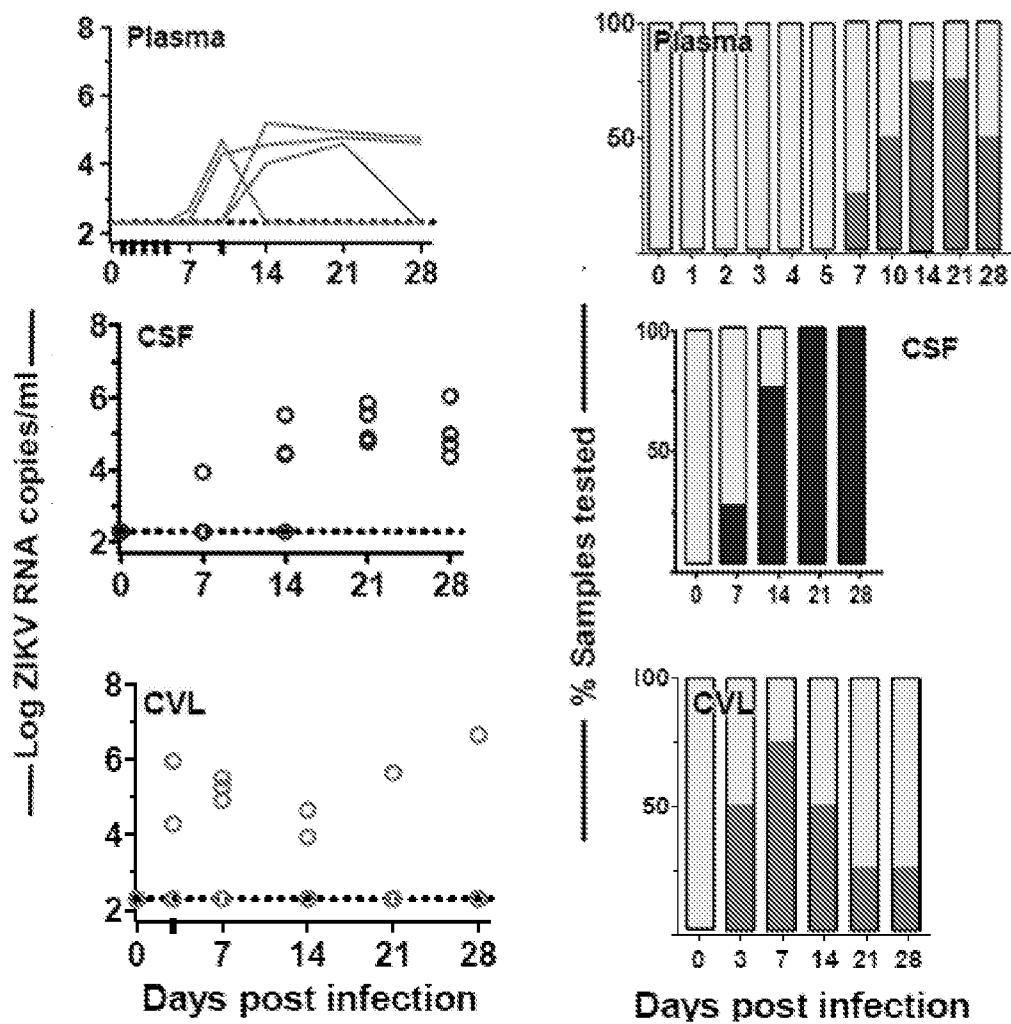 Log ZIKV RNA copies/ml
Plasma
8
6
4
2
0 7 14 21 28
CSF
8
6
4
2
0 7 14 21 28
CVL
8
6
4
2
0 3 7 14 21 28
Days post infection
% Samples tested
Plasma
100
50
0 1 2 3 4 5 7 10 14 21 28
CSF
100
50
0 7 14 21 28
CVL
100
50
0 3 7 14 21 28
Days post infection